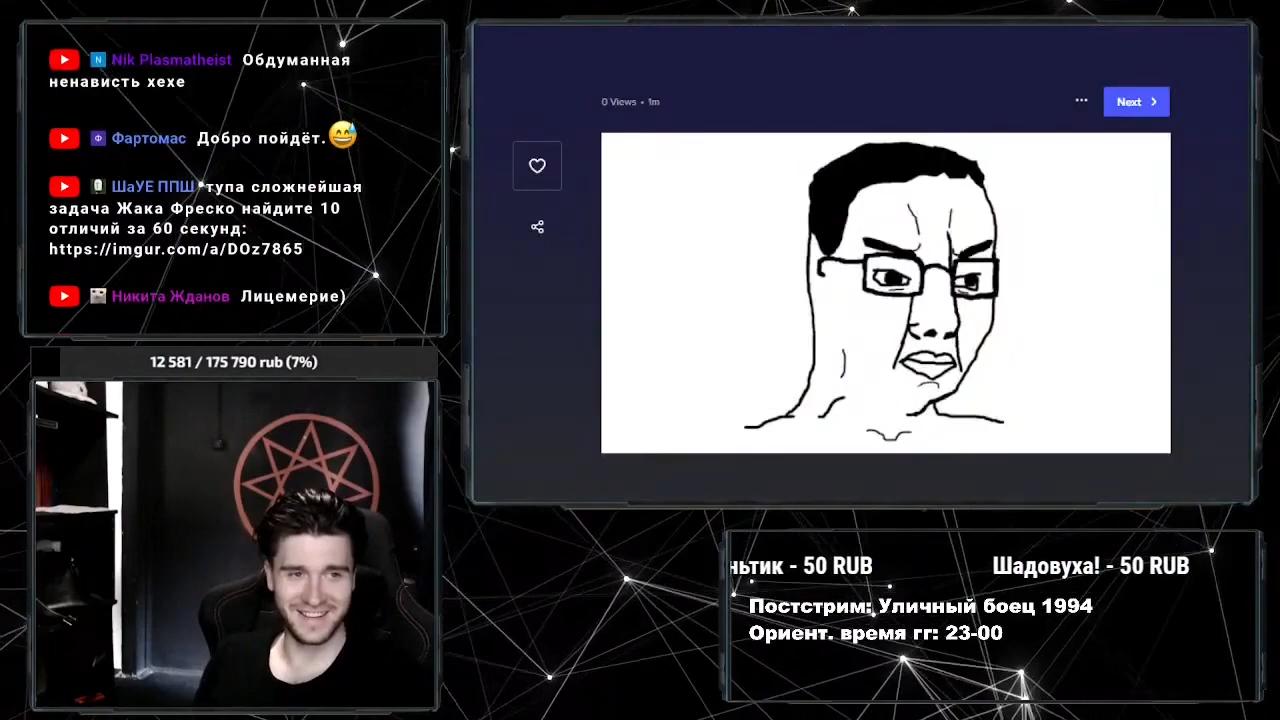 N Nik Plasmatheist Обдуманная
ненависть хехе
Ф Фартомас Добро пойдёт.
ШаУЕ ППШ тупа сложнейшая
задача Жака Фреско найдите 10
отличий за 60 секунд:
https://imgur.com/a/DOz7865
Никита Жданов Лицемерие)
12 581 / 175 790 rub (7%)
0 Views • 1m
Next
ньтик - 50 RUB
Шадовуха! - 50 RUB
Постстрим: Уличный боец 1994
Ориент. время гг: 23-00